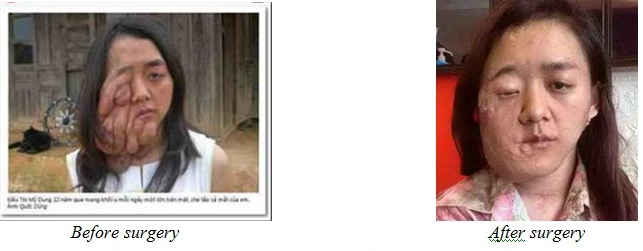 Kiều Thị Mỹ Dung 22 năm qua mang khối u mỗi ngày một lớn trên mặt, che lấp cả mắt của em.
Ảnh: Quốc Dũng
Before surgery
After surgery